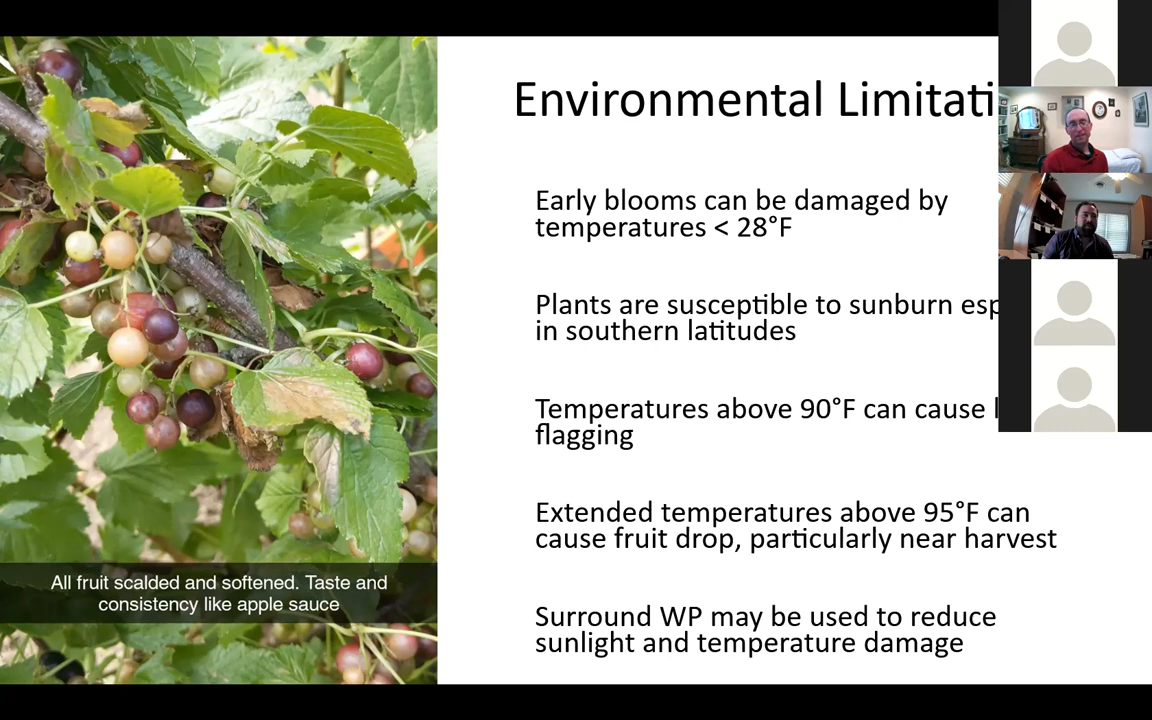 Environmental Limitati
Early blooms can be damaged by
temperatures < 28°F
Plants are susceptible to sunburn esp
in southern latitudes
Temperatures above 90°F can cause
flagging
Extended temperatures above 95°F can
cause fruit drop, particularly near harvest
Surround WP may be used to reduce
sunlight and temperature damage
All fruit scalded and softened. Taste and
consistency like apple sauce